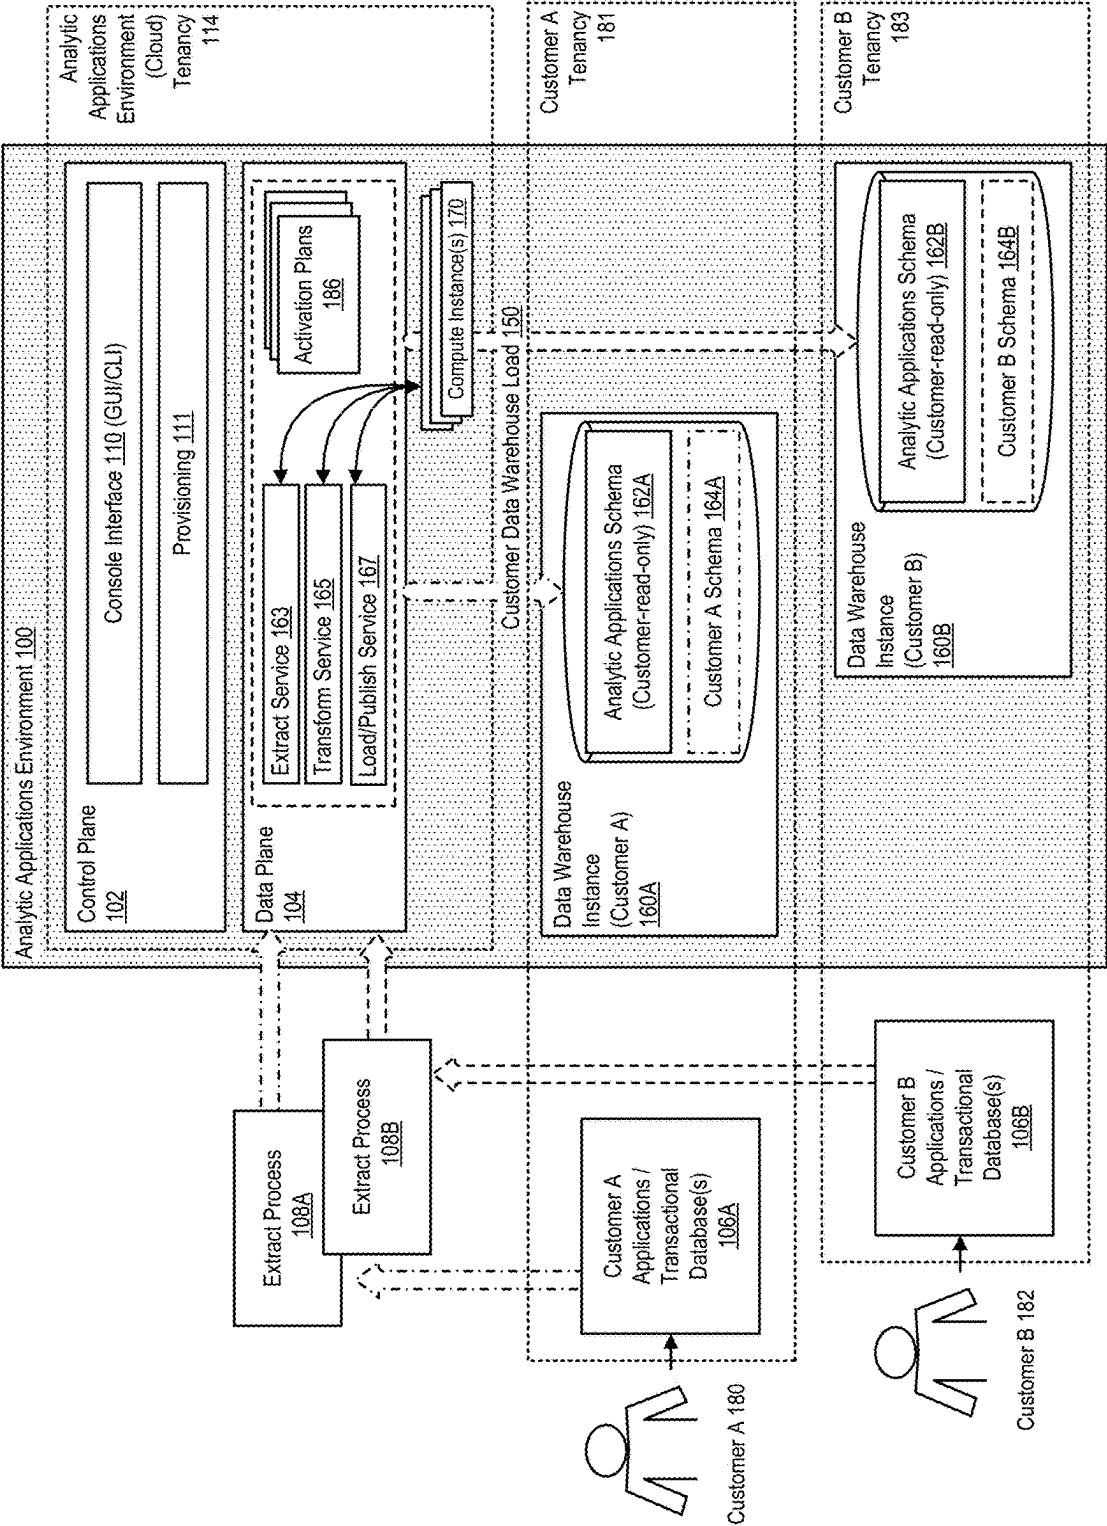 Analytic Applications Environment 100
Analytic
Applications
Environment
(Cloud)
Tenancy
114
Control Plane
102
Console Interface 110 (GUI/CLI)
Provisioning 111
Data Plane
104
Extract Service 163
Transform Service 165
Load/Publish Service 167
Activation Plans
186
Compute Instance(s) 170
Extract Process
108A
Extract Process
108B
Customer Data Warehouse Load 150
Customer A
Tenancy
181
Customer A 180
Customer A
Applications /
Transactional
Database(s)
106A
Data Warehouse
Instance
(Customer A)
160A
Analytic Applications Schema
(Customer-read-only) 162A
Customer A Schema 164A
Customer B
Tenancy
183
Customer B 182
Customer B
Applications /
Transactional
Database(s)
106B
Data Warehouse
Instance
(Customer B)
160B
Analytic Applications Schema
(Customer-read-only) 162B
Customer B Schema 164B